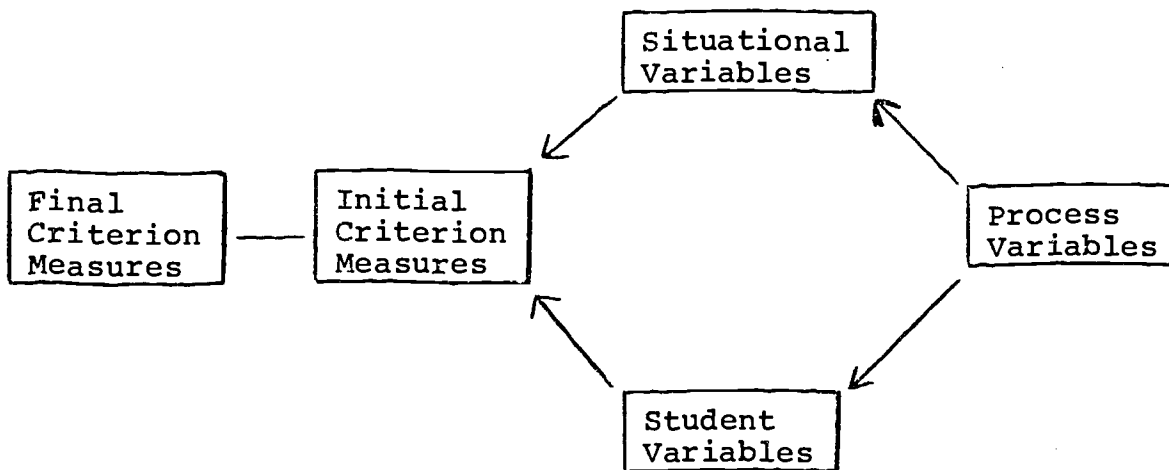 Situational
Variables
Final
Criterion
Measures
Initial
Criterion
Measures
Process
Variables
Student
Variables